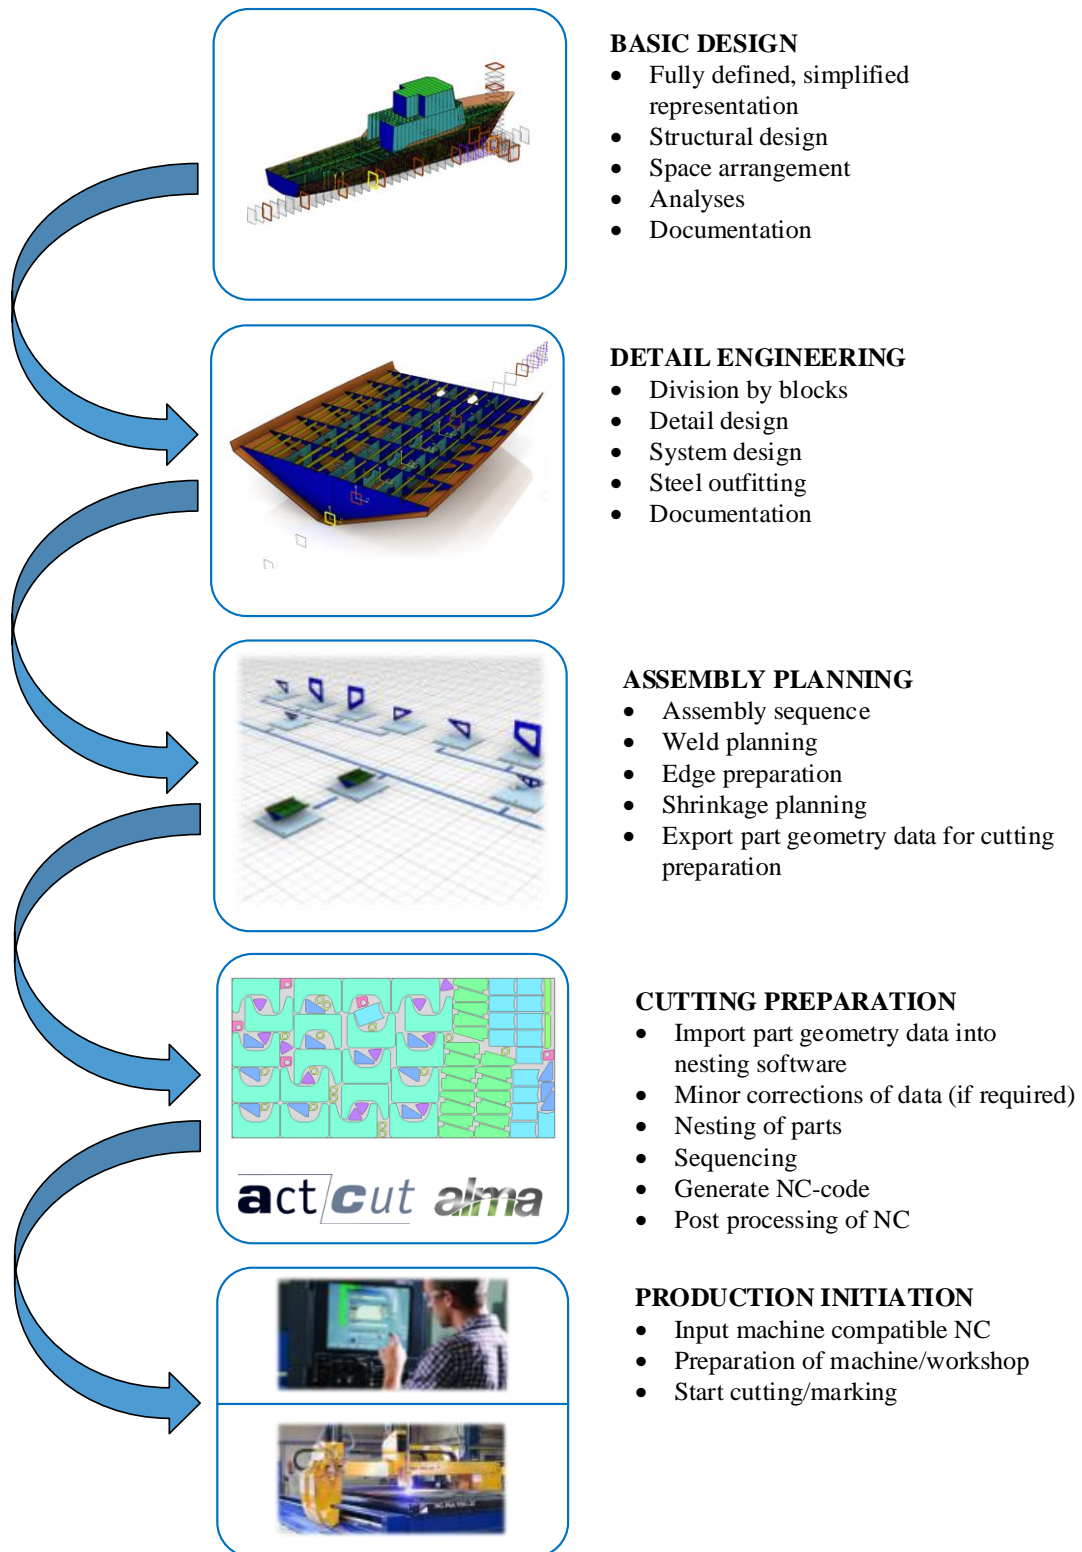 BASIC DESIGN
• Fully defined, simplified
representation
• Structural design
• Space arrangement
• Analyses
• Documentation
DETAIL ENGINEERING
• Division by blocks
• Detail design
• System design
• Steel outfitting
• Documentation
ASSEMBLY PLANNING
• Assembly sequence
• Weld planning
• Edge preparation
• Shrinkage planning
• Export part geometry data for cutting
preparation
CUTTING PREPARATION
• Import part geometry data into
nesting software
• Minor corrections of data (if required)
• Nesting of parts
• Sequencing
• Generate NC-code
• Post processing of NC
act/cut alma
PRODUCTION INITIATION
• Input machine compatible NC
• Preparation of machine/workshop
• Start cutting/marking